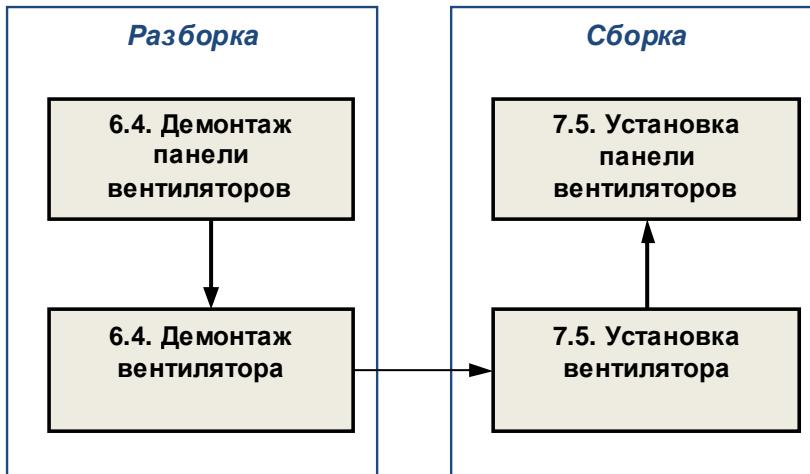 Разборка
6.4. Демонтаж
панели
вентиляторов
6.4. Демонтаж
вентилятора
Сборка
7.5. Установка
панели
вентиляторов
7.5. Установка
вентилятора